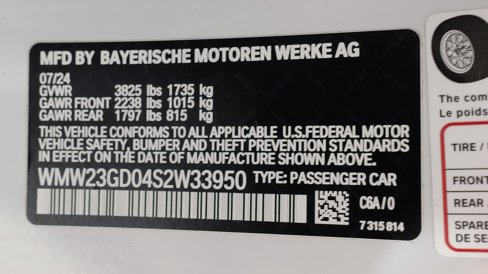 MFD BY BAYERISCHE MOTOREN WERKE AG
07/24
GVWR 3825 lbs 1735 kg
GAWR FRONT 2238 lbs 1015 kg
GAWR REAR 1797 lbs 815 kg
THIS VEHICLE CONFORMS TO ALL APPLICABLE U.S.FEDERAL MOTOR
VEHICLE SAFETY, BUMPER AND THEFT PREVENTION STANDARDS
IN EFFECT ON THE DATE OF MANUFACTURE SHOWN ABOVE.
WMW23GD04S2W33950 TYPE: PASSENGER CAR
C6A/0
7315814
The com
Le poids
TIRE /
FRONT
REAR
SPARE
DE SE